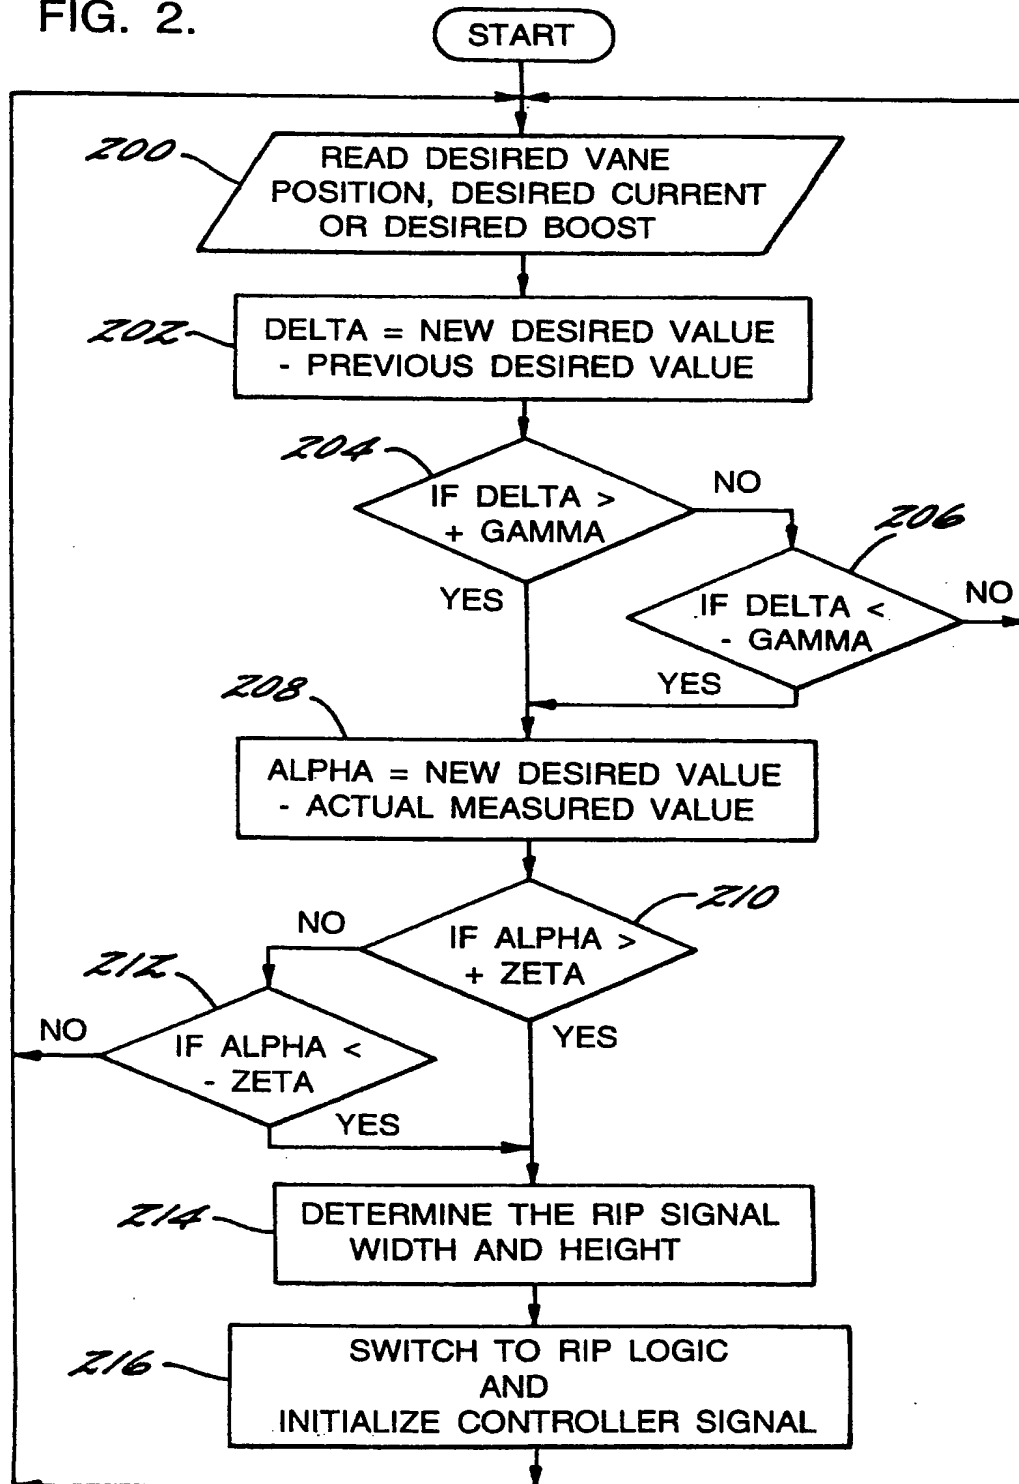 FIG. 2.
START
200
READ DESIRED VANE
POSITION, DESIRED CURRENT
OR DESIRED BOOST
202
DELTA = NEW DESIRED VALUE
- PREVIOUS DESIRED VALUE
204
IF DELTA >
+ GAMMA
NO
YES
206
IF DELTA <
- GAMMA
NO
YES
208
ALPHA = NEW DESIRED VALUE
- ACTUAL MEASURED VALUE
210
IF ALPHA >
+ ZETA
NO
YES
212
IF ALPHA <
- ZETA
NO
YES
214
DETERMINE THE RIP SIGNAL
WIDTH AND HEIGHT
216
SWITCH TO RIP LOGIC
AND
INITIALIZE CONTROLLER SIGNAL